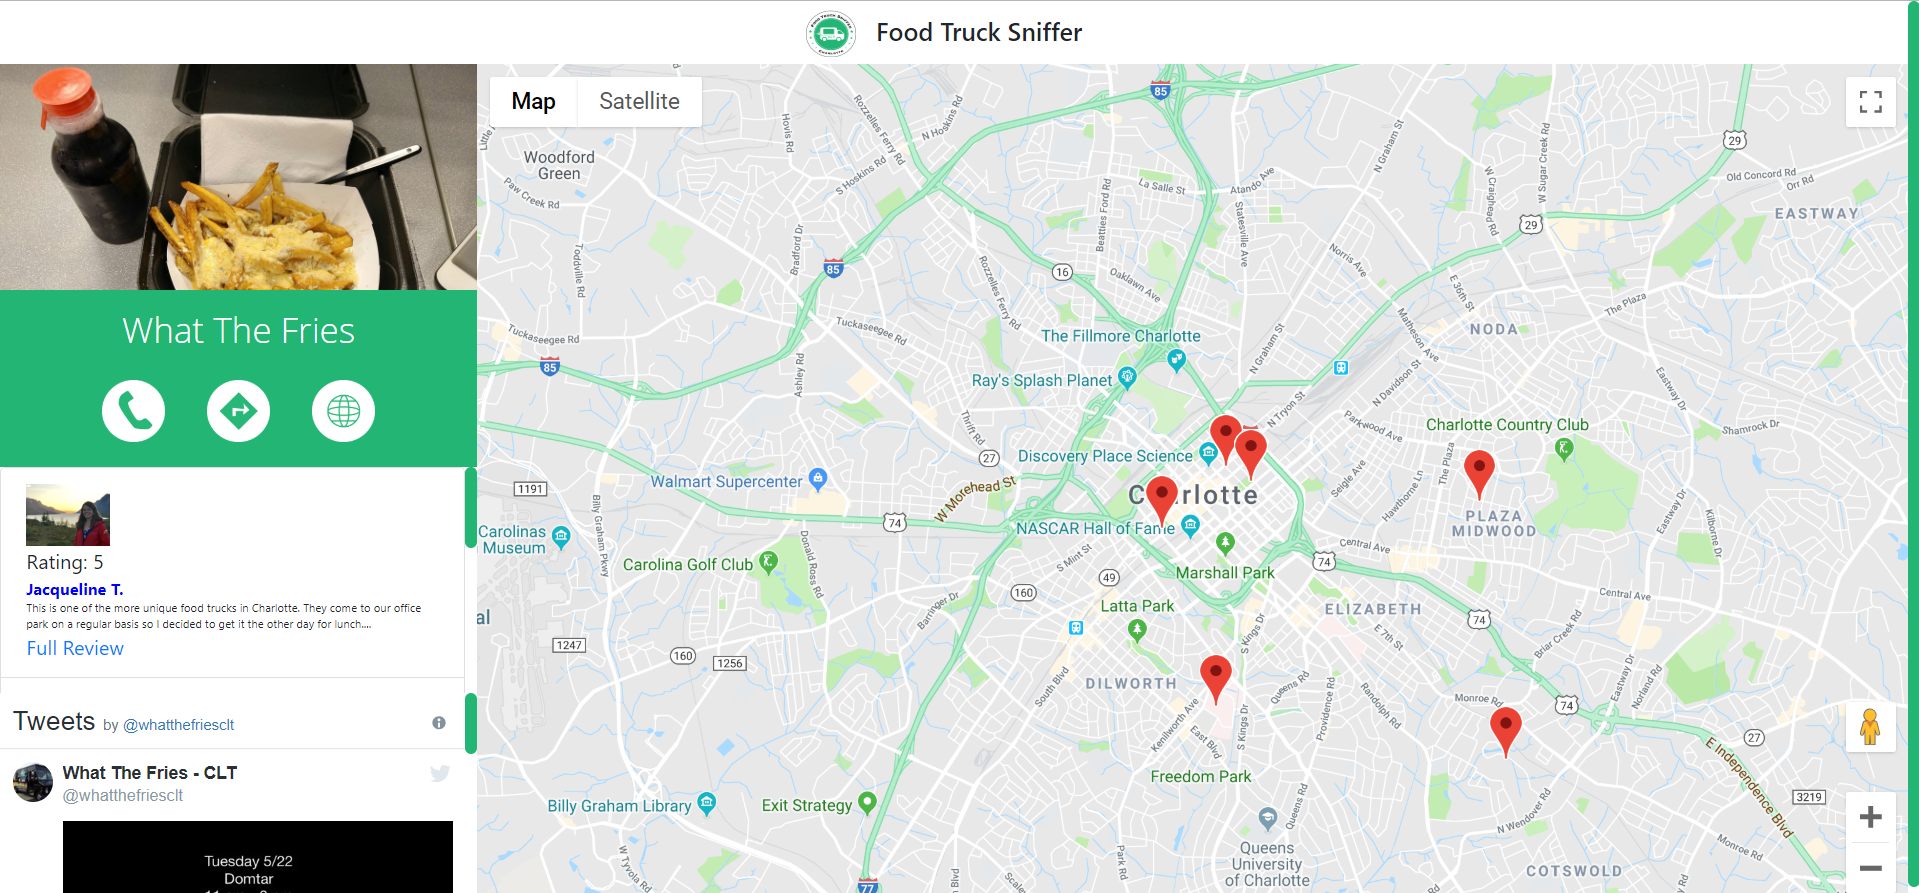 FOOD TRUCK SNIFFER
CHARLOTTE
Food Truck Sniffer
What The Fries
Rating: 5
Jacqueline T.
This is one of the more unique food trucks in Charlotte. They come to our office
park on a regular basis so I decided to get it the other day for lunch....
Full Review
Tweets by @whatthefriesclt
What The Fries - CLT
@whatthefriesclt
Tuesday 5/22
Domtar
Map
Satellite
Woodford
Green
Paw Creek Rd
Toddville Rd
Hovis Rd
Rozzelles Ferry Rd
N Hoskins Rd
S Hoskins Rd
Bradford Dr
85
85
85
La Salle St
Atando Ave
Beatties Ford Rd
Statesville Ave
16
Oaklawn Ave
Rozzelles Ferry Rd
N Graham St
W Craighead Rd
W Sugar Creek Rd
29
29
Old Concord Rd
Orr Rd
EASTWAY
Norris Ave
E 36th St
The Plaza
Matheson Ave
NODA
Tuckaseegee Rd
Tuckaseegee Rd
Ashley Rd
The Fillmore Charlotte
Ray's Splash Planet
N Graham St
N Tryon St
N Davidson St
Parkwood Ave
Eastway Dr
Shamrock Dr
Charlotte Country Club
Thrift Rd
27
Discovery Place Science
Walmart Supercenter
1191
Billy Graham Pkwy
W Morehead St
74
NASCAR Hall of Fame
Seigle Ave
Hawthorne Ln
The Plaza
PLAZA
MIDWOOD
Eastway Dr
Kilborne Dr
Carolinas
Museum
Carolina Golf Club
Donald Ross Rd
S Mint St
Marshall Park
74
Central Ave
Central Ave
49
160
Barringer Dr
Latta Park
ELIZABETH
E 7th St
74
Briar Creek Rd
al
1247
160
1256
DILWORTH
South Blvd
S Kings Dr
Queens Rd
Providence Rd
Randolph Rd
Monroe Rd
74
Eastway Dr
Norland Rd
Kenilworth Ave
East Blvd
S Kings Dr
Freedom Park
27
E Independence Blvd
3219
Billy Graham Library
Exit Strategy
Queens Rd
N Wendover Rd
Monroe Rd
Queens
University
of Charlotte
COTSWOLD
W Tyvola Rd
77
Park Rd